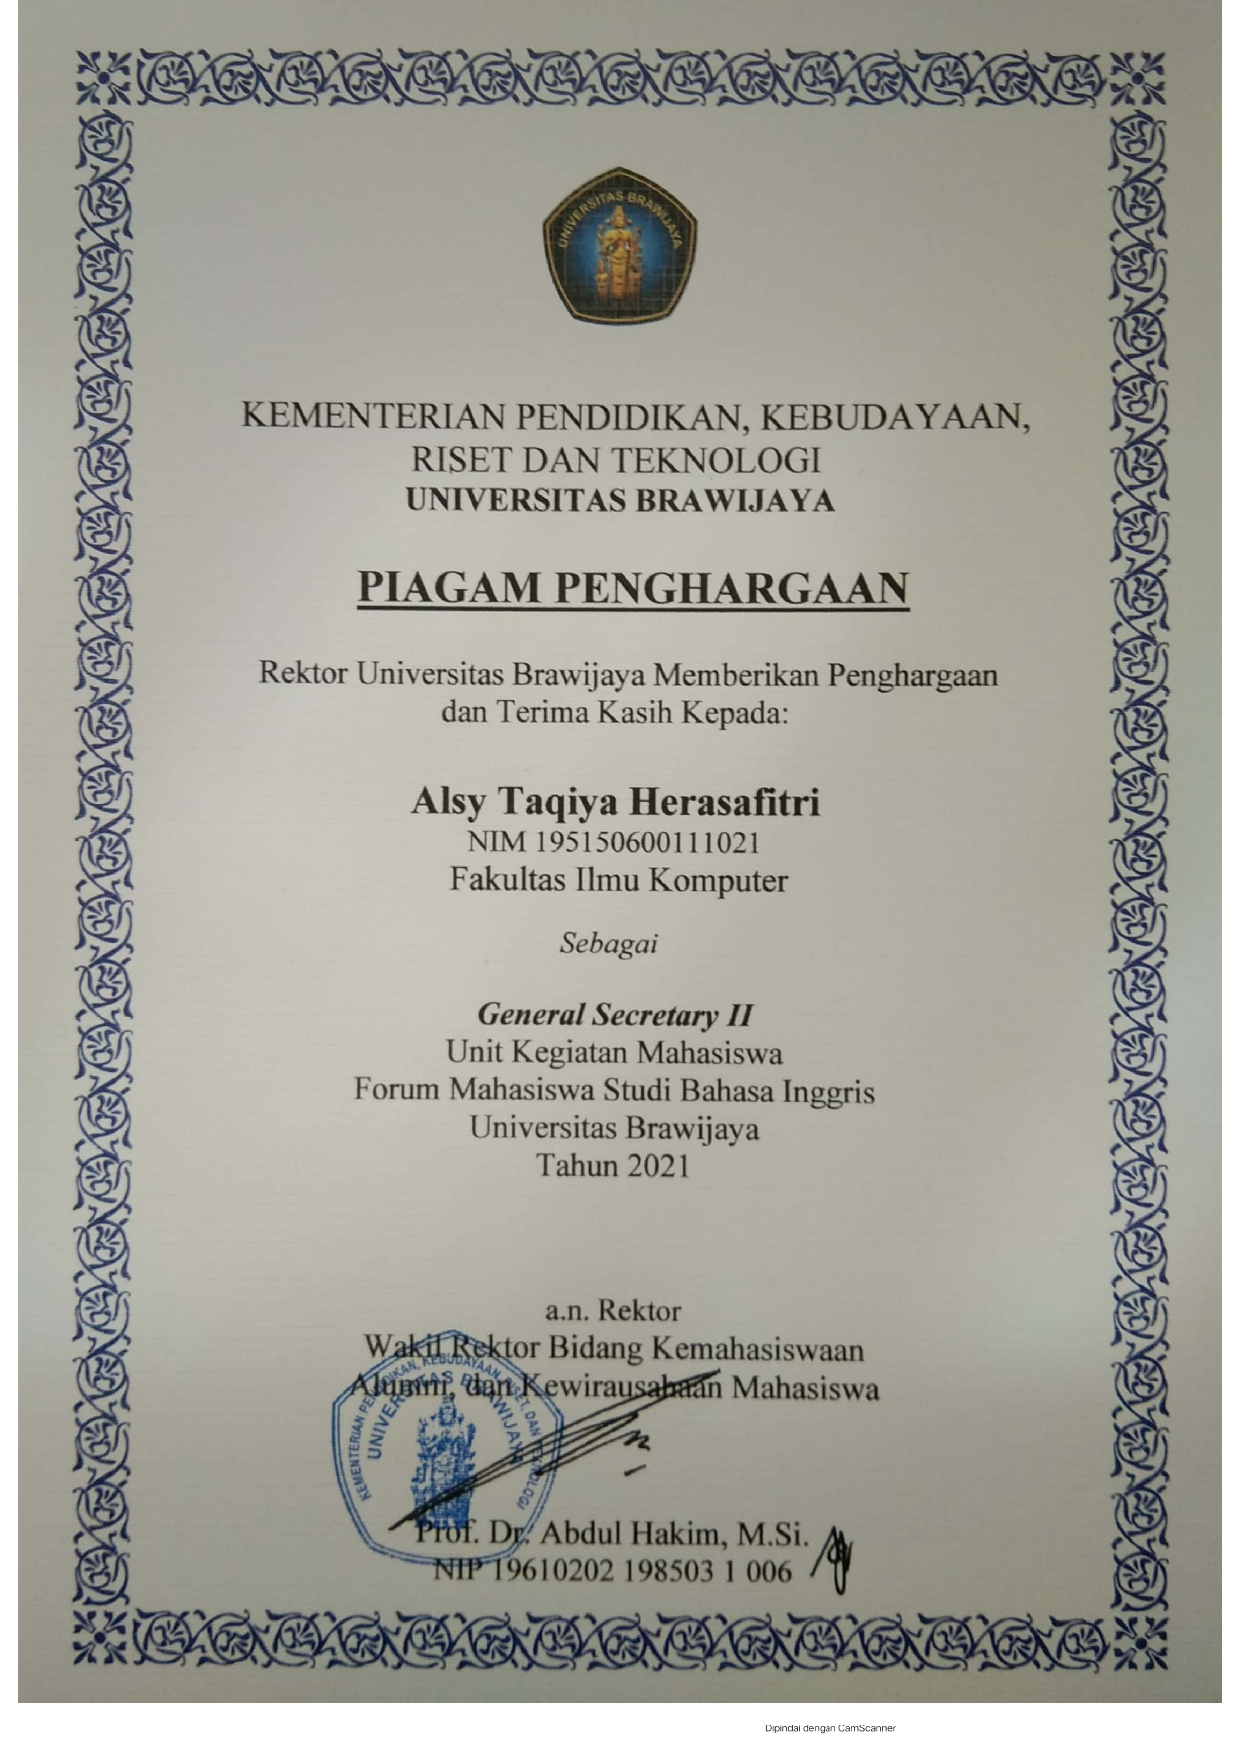 UNIVERSITAS BRAWIJAYA
KEMENTERIAN PENDIDIKAN, KEBUDAYAAN,
RISET DAN TEKNOLOGI
UNIVERSITAS BRAWIJAYA
PIAGAM PENGHARGAAN
Rektor Universitas Brawijaya Memberikan Penghargaan
dan Terima Kasih Kepada:
Alsy Taqiya Herasafitri
NIM 195150600111021
Fakultas Ilmu Komputer
Sebagai
General Secretary II
Unit Kegiatan Mahasiswa
Forum Mahasiswa Studi Bahasa Inggris
Universitas Brawijaya
Tahun 2021
a.n. Rektor
Wakil Rektor Bidang Kemahasiswaan
Alumni, dan Kewirausahaan Mahasiswa
KEMENTERIAN PENDIDIKAN, KEBUDAYAAN, RISET, DAN TEKNOLOGI
UNIVERSITAS BRAWIJAYA
Prof. Dr. Abdul Hakim, M.Si.
NIP 19610202 198503 1 006
Dipindai dengan CamScanner